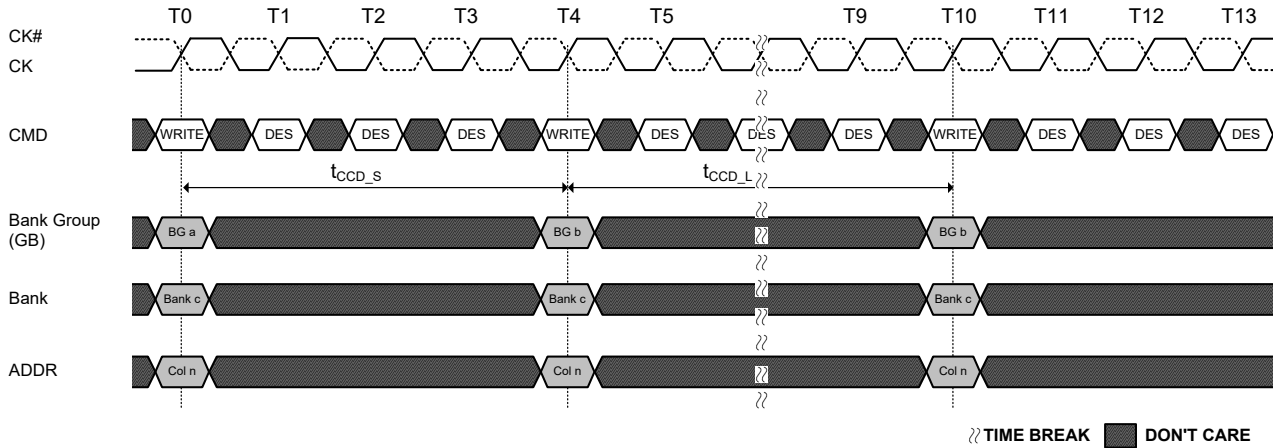 T0 T1 T2 T3 T4 T5 T9 T10 T11 T12 T13
CK#
CK
CMD WRITE DES DES DES WRITE DES DES DES WRITE DES DES DES
tCCD_S tCCD_L
Bank Group
(GB)
BG a BG b BG b
Bank Bank c Bank c Bank c
ADDR Col n Col n Col n
TIME BREAK DON'T CARE